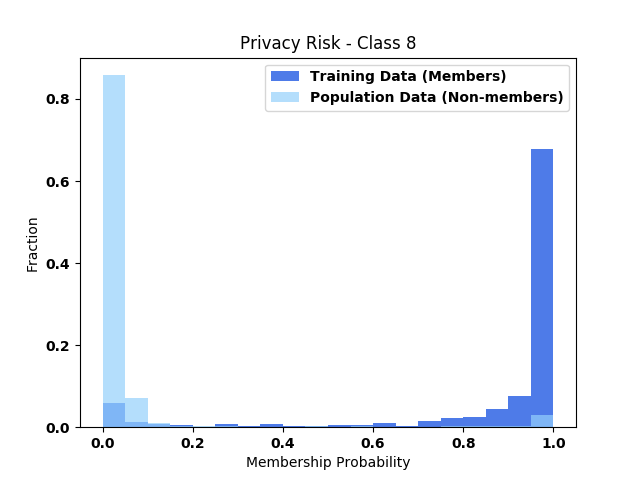 Privacy Risk - Class 8
Training Data (Members)
Population Data (Non-members)
Fraction
0.8
0.6
0.4
0.2
0.0
0.0 0.2 0.4 0.6 0.8 1.0
Membership Probability